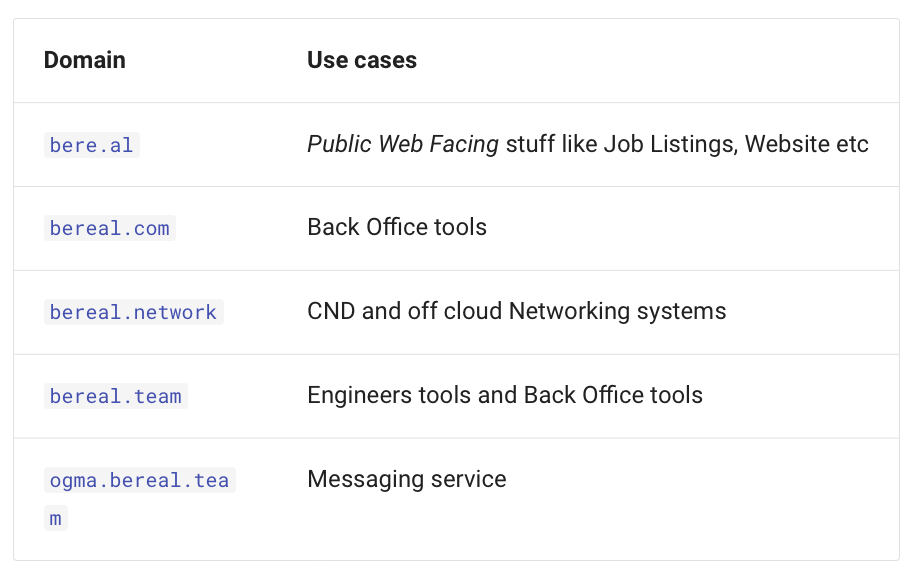 Domain Use cases
bere.al Public Web Facing stuff like Job Listings, Website etc
bereal.com Back Office tools
bereal.network CND and off cloud Networking systems
bereal.team Engineers tools and Back Office tools
ogma.bereal.tea Messaging service
m